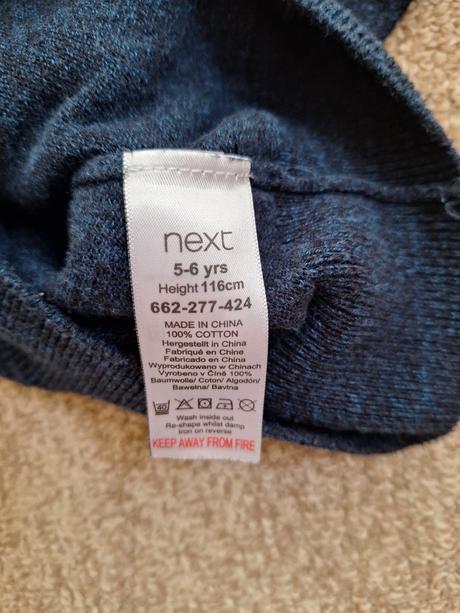 next
5-6 yrs
Height 116cm
662-277-424
MADE IN CHINA
100% COTTON
Hergestellt in China
Fabriqué en Chine
Fabricado en China
Wyprodukowano w Chinach
Vyrobeno v Číně 100%
Baumwolle/ Coton/ Algodón/
Bawełna/ Bavlna
40
Wash inside out
Re-shape whilst damp
Iron on reverse
KEEP AWAY FROM FIRE